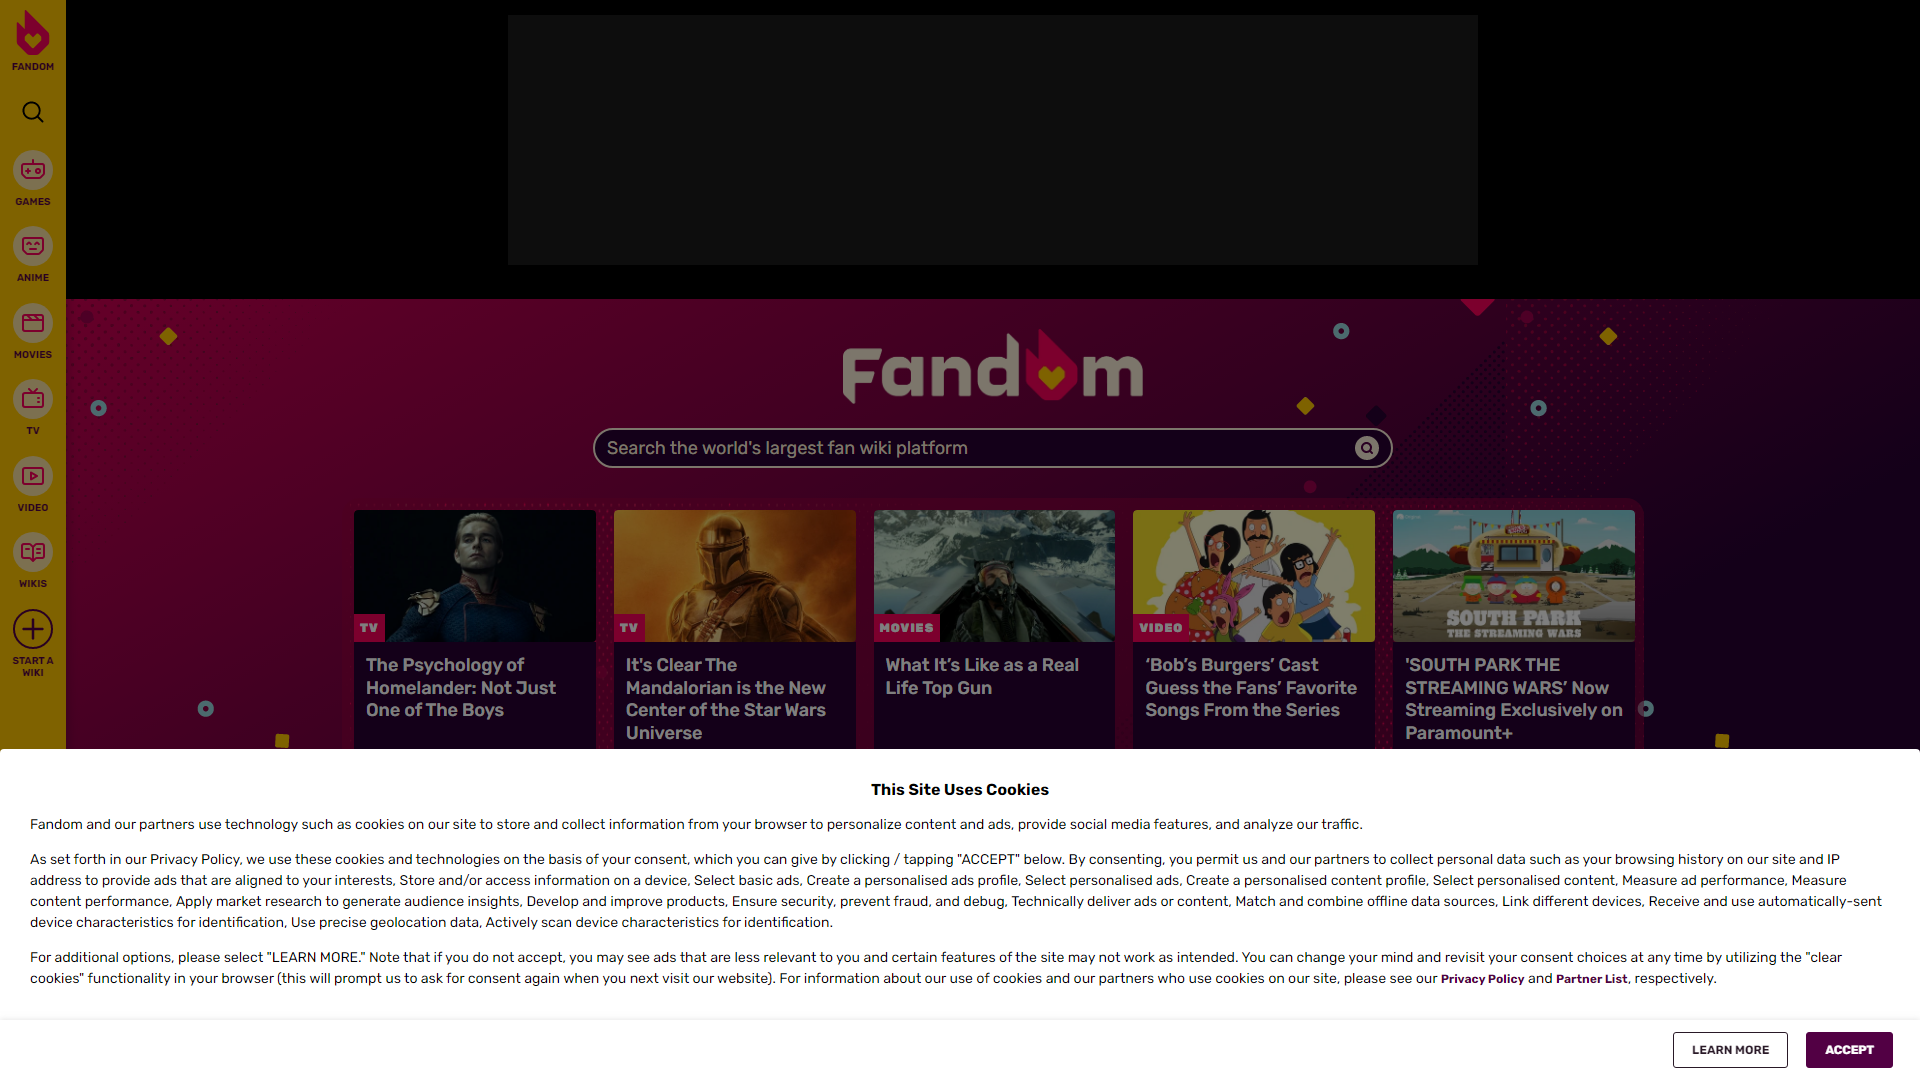 FANDOM
GAMES
ANIME
MOVIES
TV
VIDEO
WIKIS
START A
WIKI
Fandom
Search the world's largest fan wiki platform
TV
The Psychology of
Homelander: Not Just
One of The Boys
TV
It's Clear The
Mandalorian is the New
Center of the Star Wars
Universe
MOVIES
What It’s Like as a Real
Life Top Gun
VIDEO
‘Bob’s Burgers’ Cast
Guess the Fans’ Favorite
Songs From the Series
SOUTH PARK
THE STREAMING WARS
'SOUTH PARK THE
STREAMING WARS’ Now
Streaming Exclusively on
Paramount+
This Site Uses Cookies
Fandom and our partners use technology such as cookies on our site to store and collect information from your browser to personalize content and ads, provide social media features, and analyze our traffic.
As set forth in our Privacy Policy, we use these cookies and technologies on the basis of your consent, which you can give by clicking / tapping "ACCEPT" below. By consenting, you permit us and our partners to collect personal data such as your browsing history on our site and IP
address to provide ads that are aligned to your interests, Store and/or access information on a device, Select basic ads, Create a personalised ads profile, Select personalised ads, Create a personalised content profile, Select personalised content, Measure ad performance, Measure
content performance, Apply market research to generate audience insights, Develop and improve products, Ensure security, prevent fraud, and debug, Technically deliver ads or content, Match and combine offline data sources, Link different devices, Receive and use automatically-sent
device characteristics for identification, Use precise geolocation data, Actively scan device characteristics for identification.
For additional options, please select "LEARN MORE." Note that if you do not accept, you may see ads that are less relevant to you and certain features of the site may not work as intended. You can change your mind and revisit your consent choices at any time by utilizing the "clear
cookies" functionality in your browser (this will prompt us to ask for consent again when you next visit our website). For information about our use of cookies and our partners who use cookies on our site, please see our Privacy Policy and Partner List, respectively.
LEARN MORE
ACCEPT